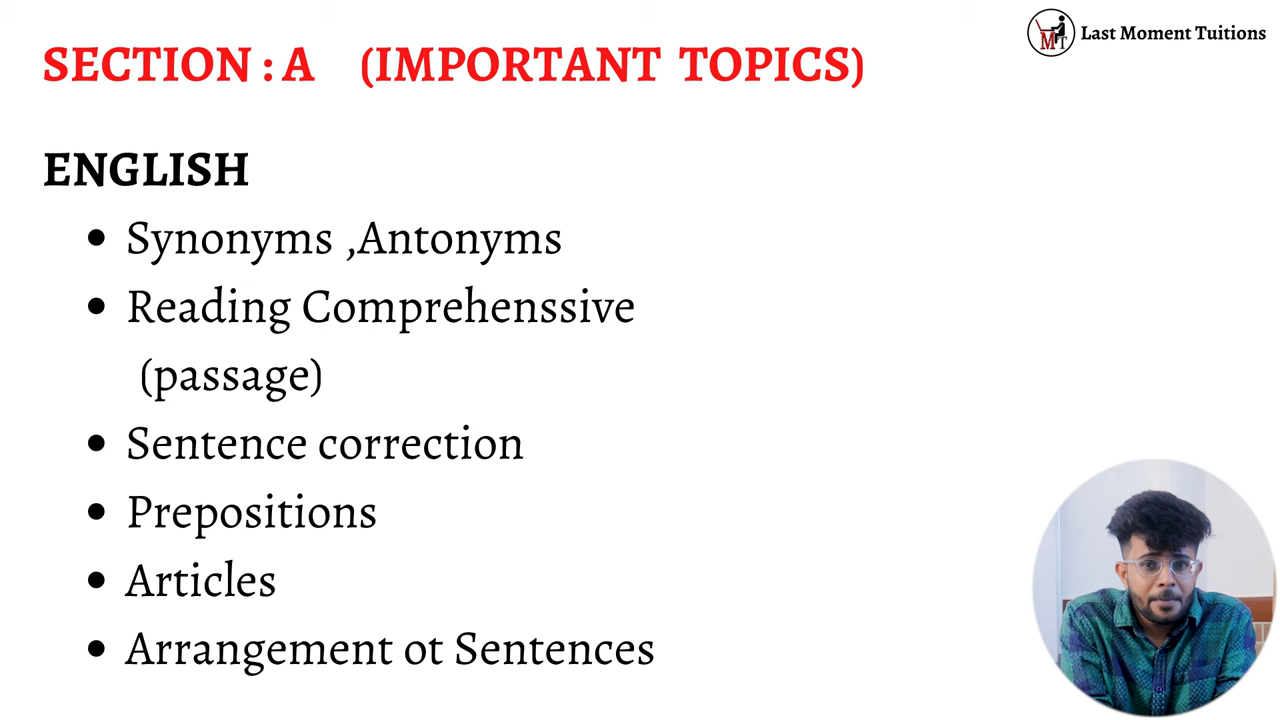 Last Moment Tuitions
SECTION : A (IMPORTANT TOPICS)
ENGLISH
• Synonyms ,Antonyms
• Reading Comprehenssive
(passage)
• Sentence correction
• Prepositions
• Articles
• Arrangement ot Sentences